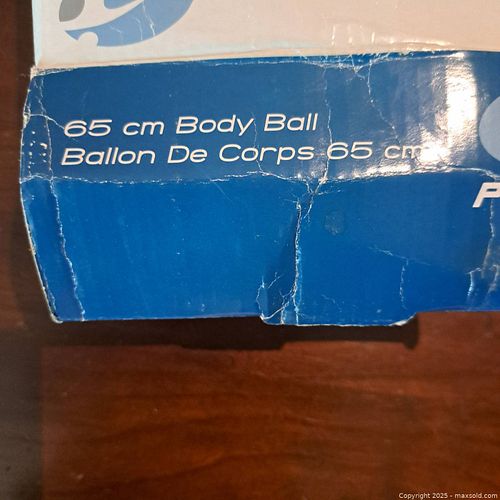 65 cm Body Ball
Ballon De Corps 65 cm
P
Copyright 2025 - maxsold.com